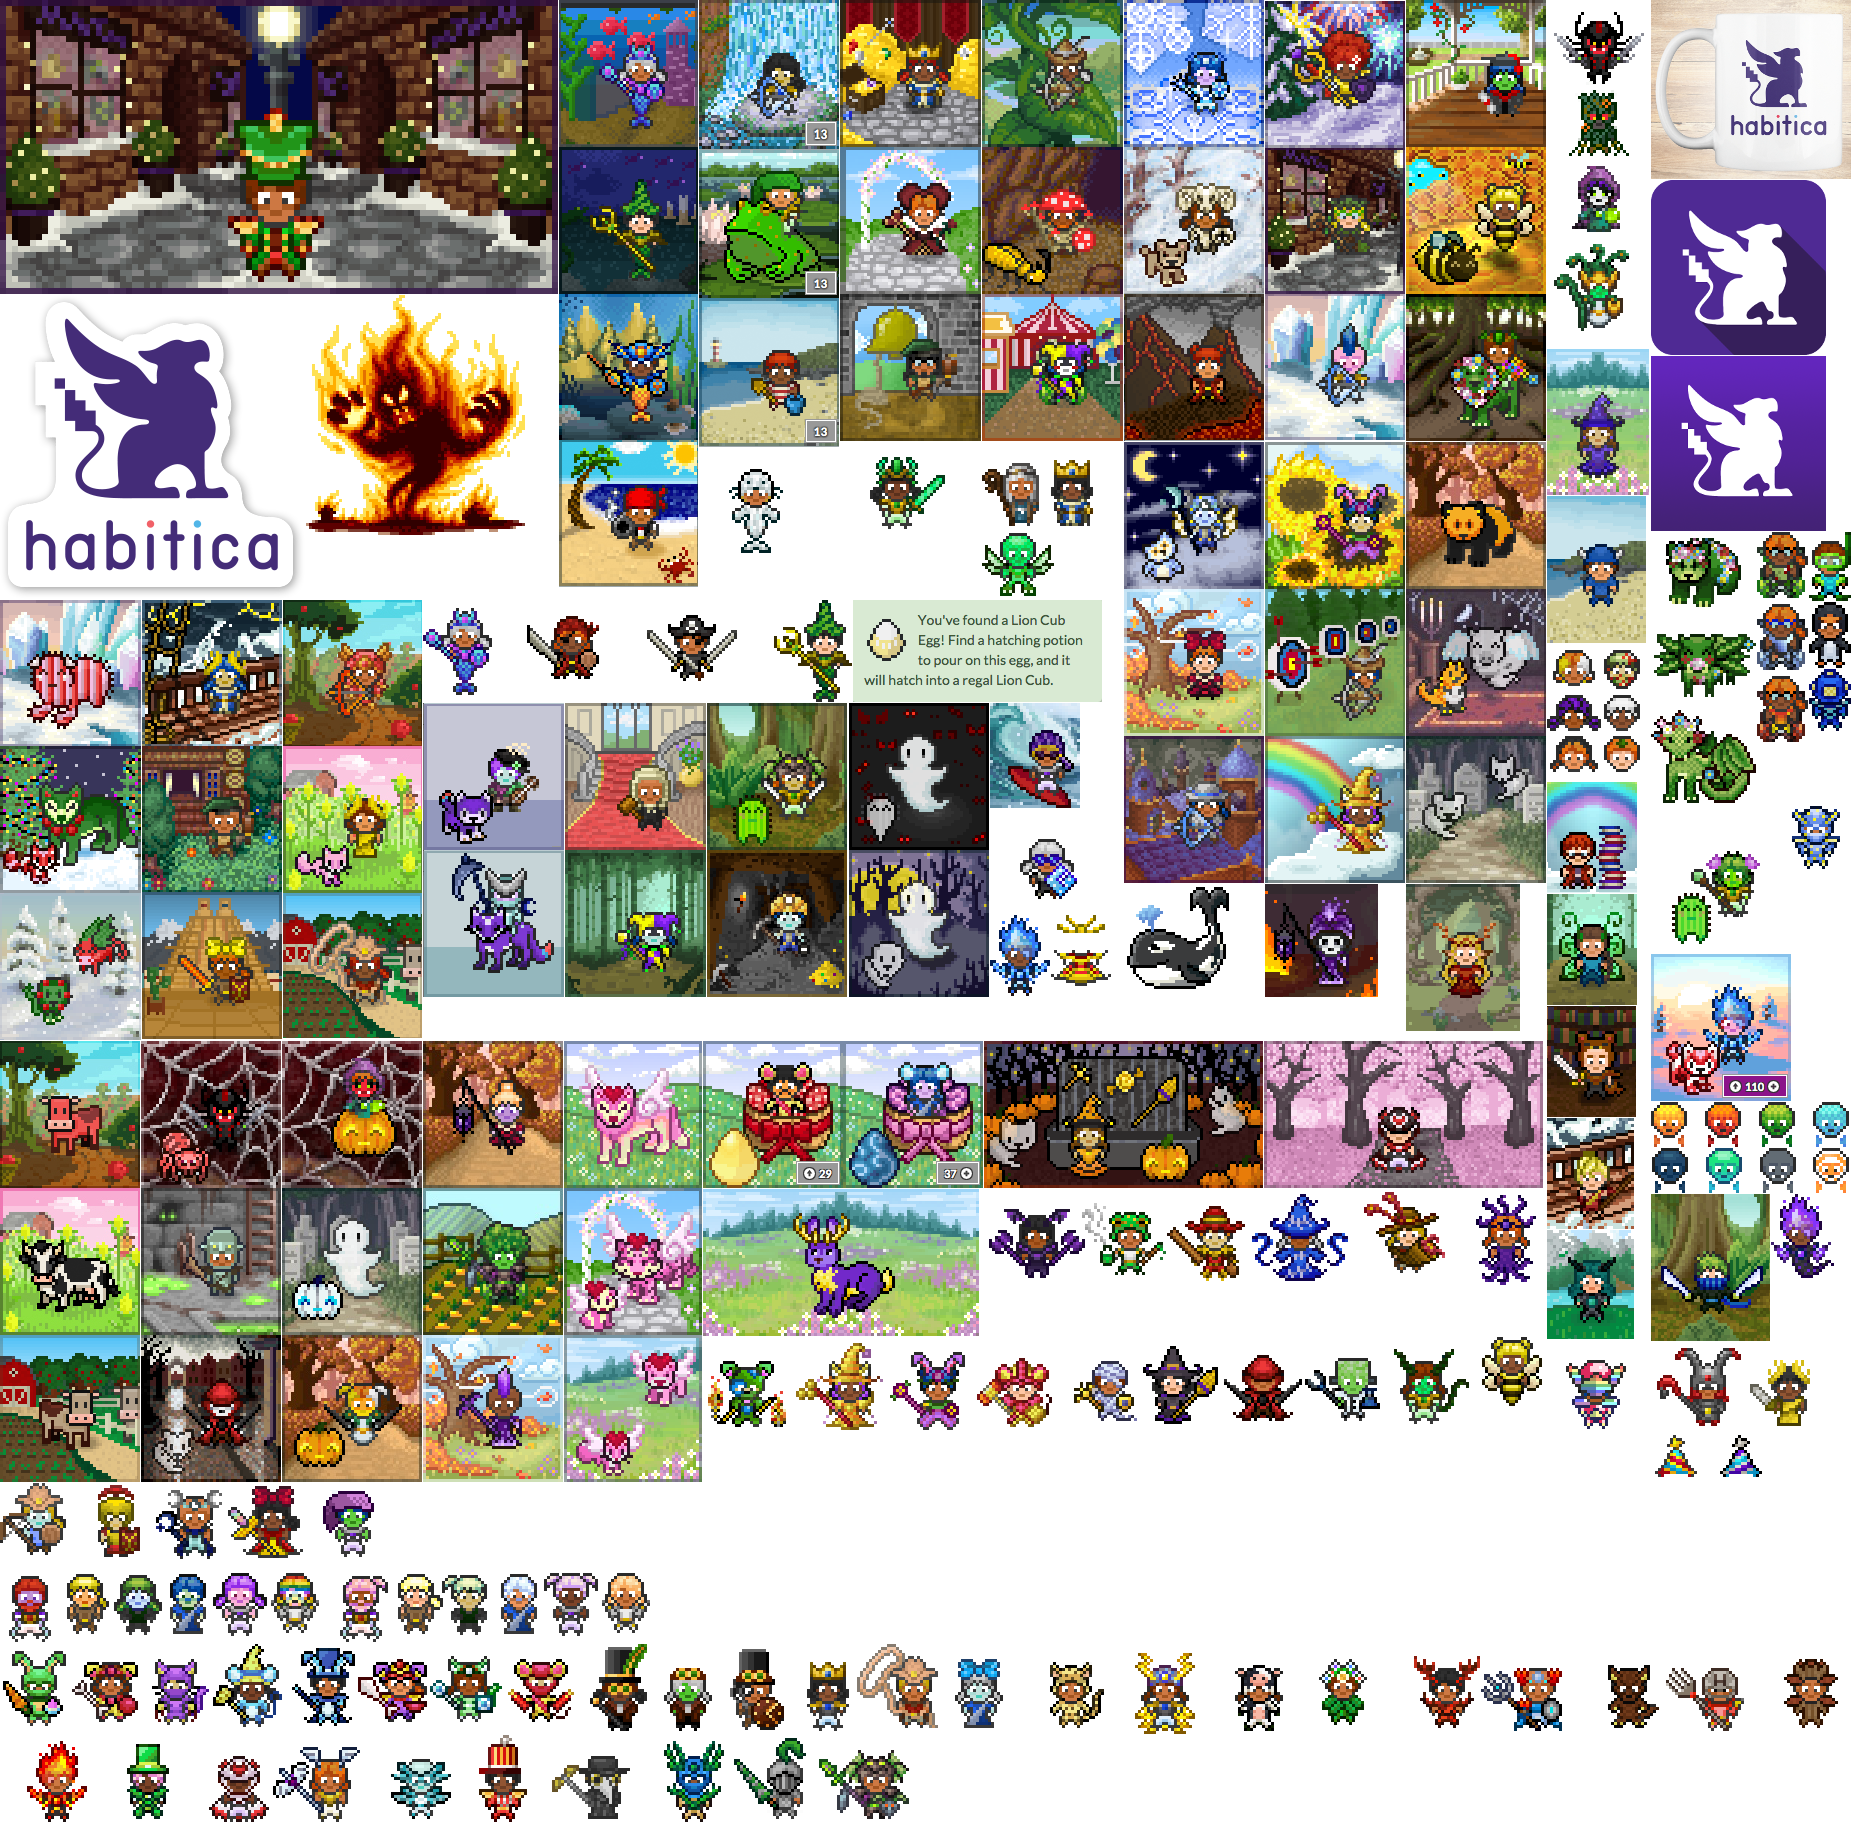 13
habitica
13
13
habitica
You've found a Lion Cub
Egg! Find a hatching potion
to pour on this egg, and it
will hatch into a regal Lion Cub.
110
29
37